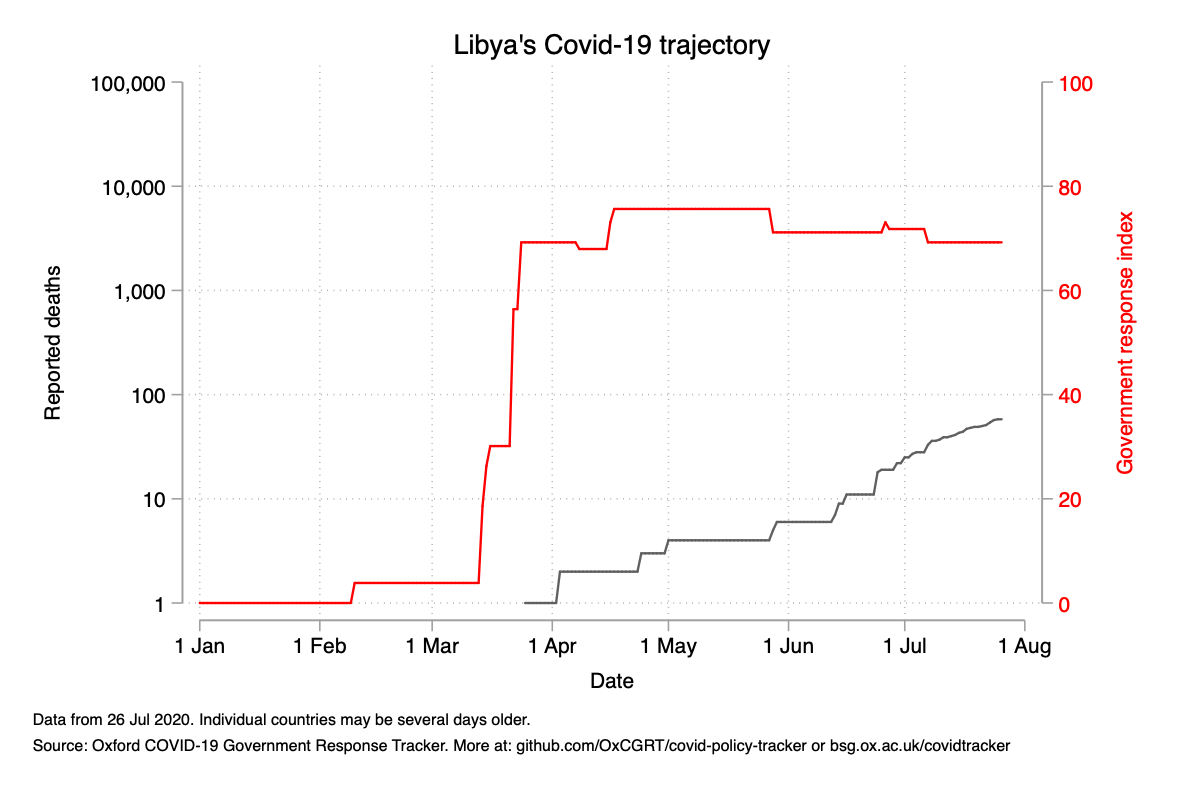 Libya's Covid-19 trajectory
100,000
10,000
1,000
100
10
1
Reported deaths
100
80
60
40
20
0
Government response index
1 Jan 1 Feb 1 Mar 1 Apr 1 May 1 Jun 1 Jul 1 Aug
Date
Data from 26 Jul 2020. Individual countries may be several days older.
Source: Oxford COVID-19 Government Response Tracker. More at: github.com/OxCGRT/covid-policy-tracker or bsg.ox.ac.uk/covidtracker